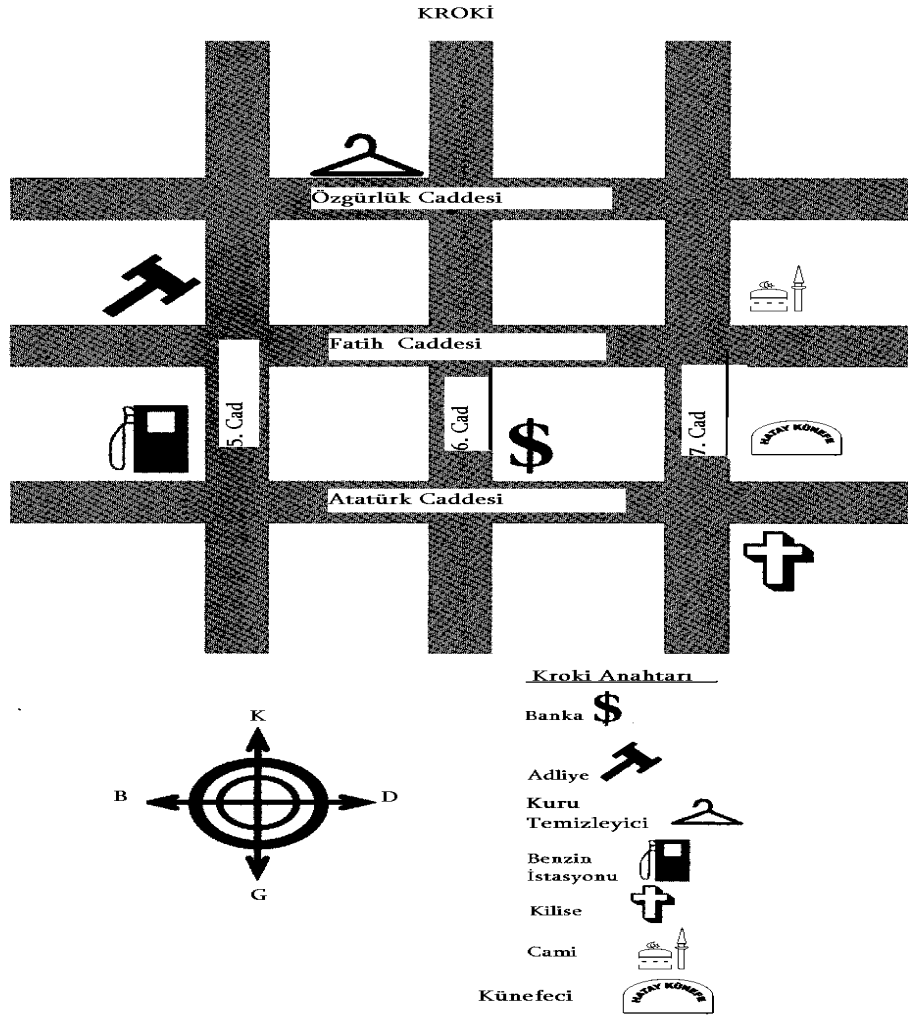 KROKİ
Özgürlük Caddesi
Fatih Caddesi
5. Cad
6. Cad
7. Cad
HATAY KÜNEFE
Atatürk Caddesi
Kroki Anahtarı
Banka
K
B
D
G
Adliye
Kuru
Temizleyici
Benzin
İstasyonu
Kilise
Cami
Künefeci
HATAY KÜNEFE